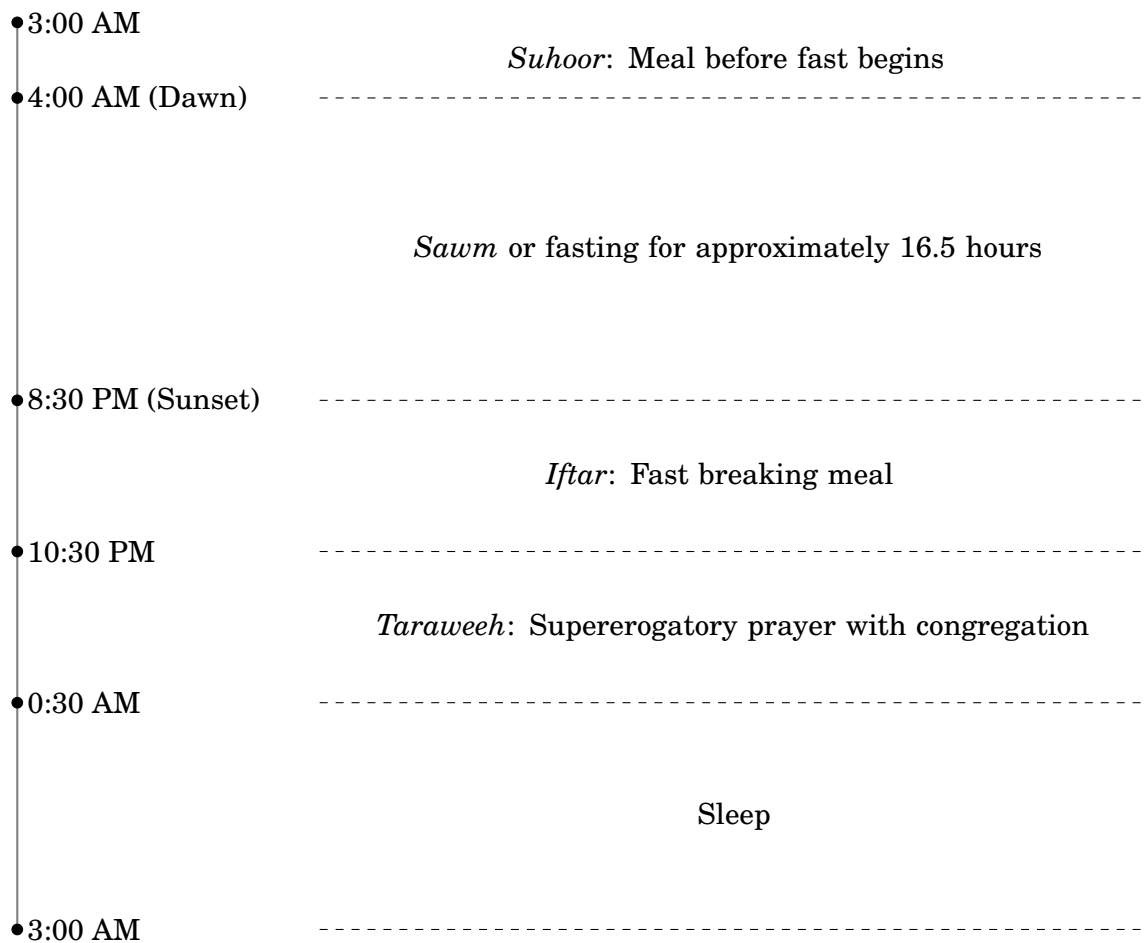 3:00 AM
Suhoor: Meal before fast begins
4:00 AM (Dawn)
Sawm or fasting for approximately 16.5 hours
8:30 PM (Sunset)
Iftar: Fast breaking meal
10:30 PM
Taraweeh: Supererogatory prayer with congregation
0:30 AM
Sleep
3:00 AM